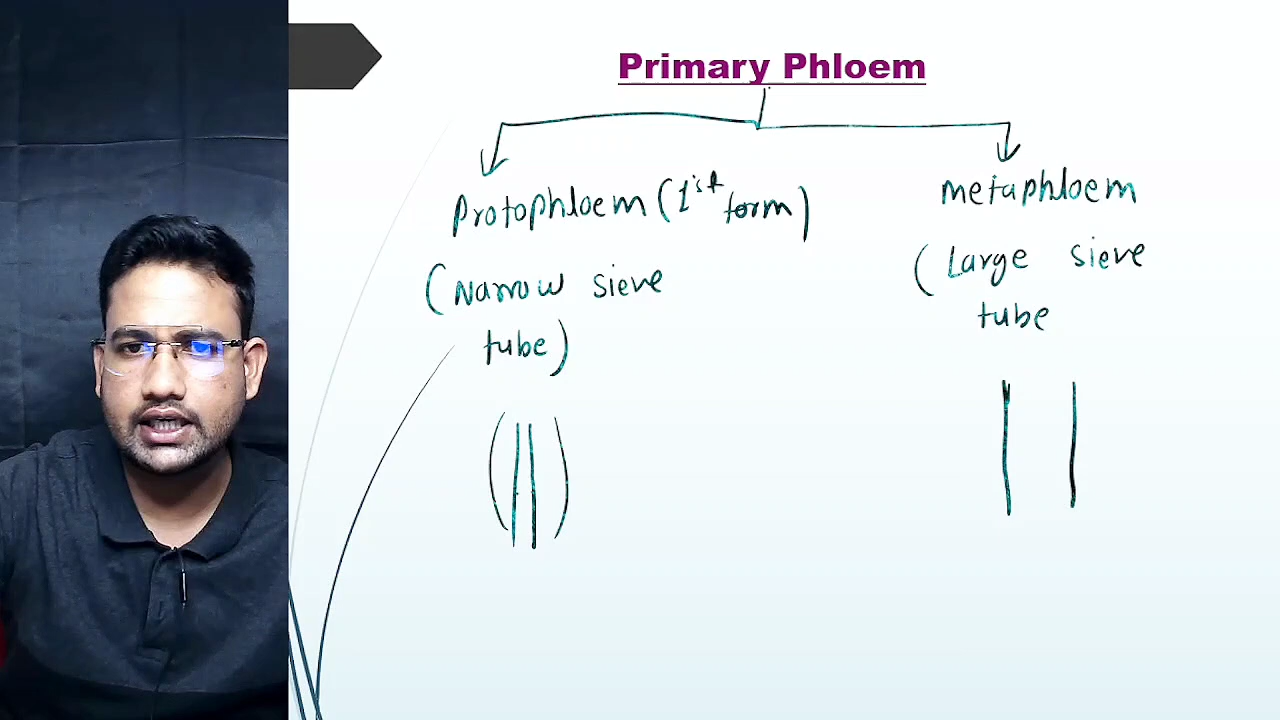 Primary Phloem
Protophloem (1st form)
(Narrow sieve
tube)
metaphloem
(Large sieve
tube